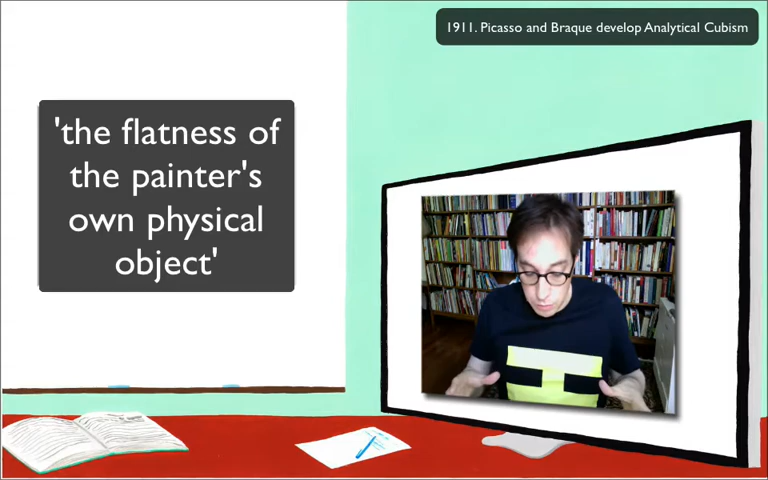 1911. Picasso and Braque develop Analytical Cubism
'the flatness of
the painter's
own physical
object'